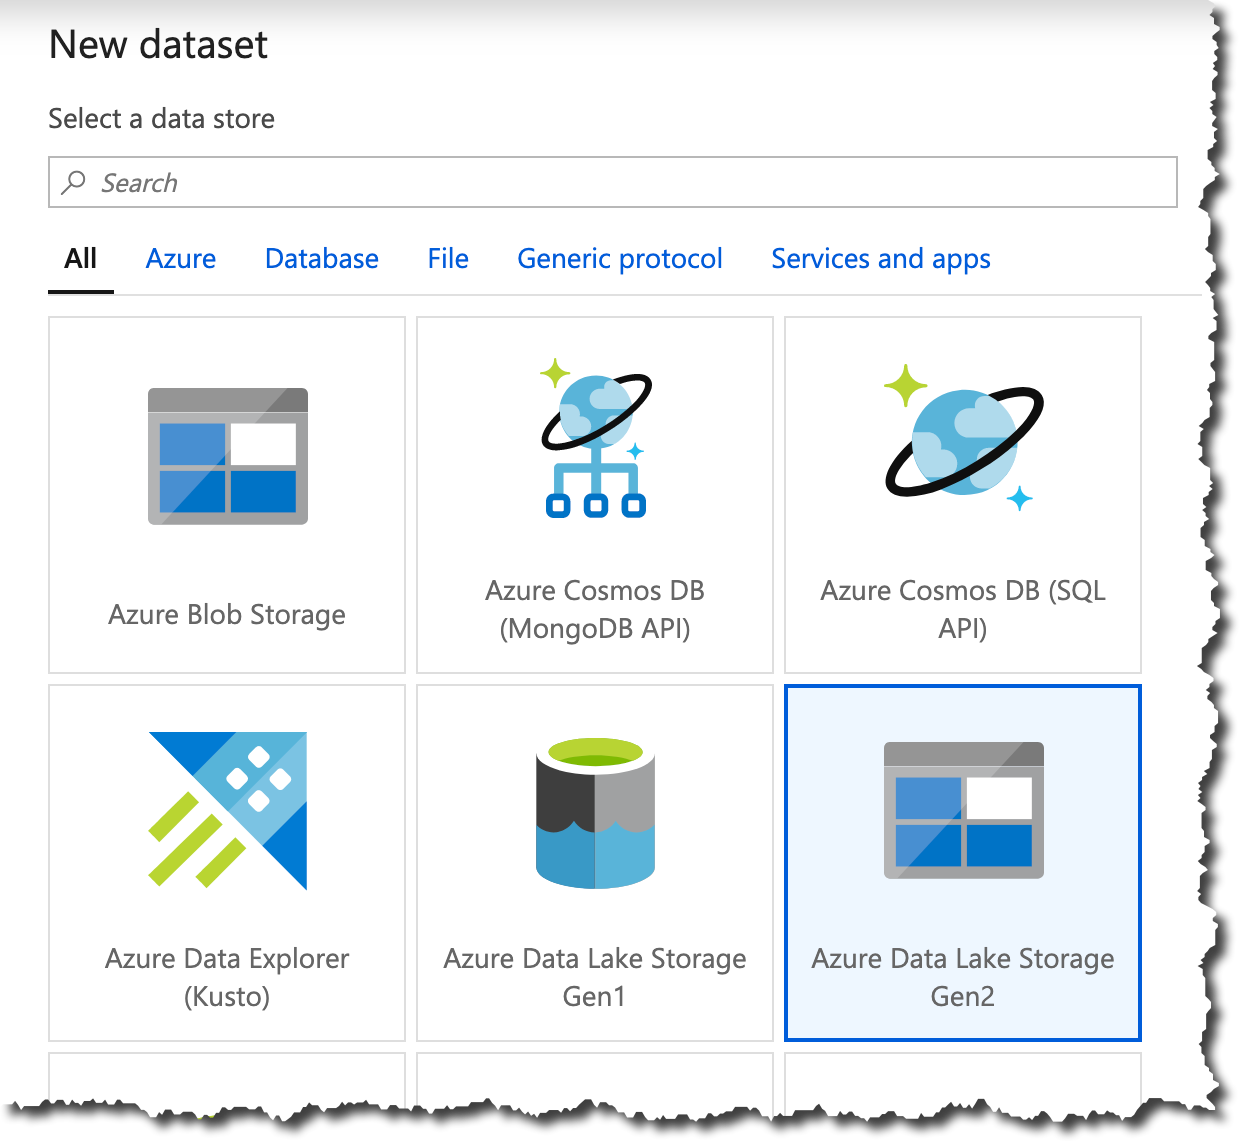 New dataset
Select a data store
Search
All Azure Database File Generic protocol Services and apps
Azure Blob Storage
Azure Cosmos DB
(MongoDB API)
Azure Cosmos DB (SQL
API)
Azure Data Explorer
(Kusto)
Azure Data Lake Storage
Gen1
Azure Data Lake Storage
Gen2